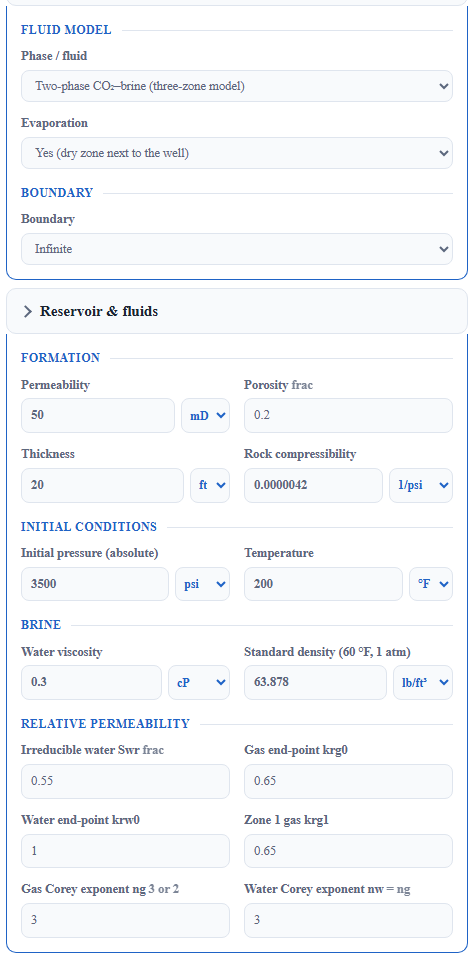 FLUID MODEL
Phase / fluid
Two-phase CO₂–brine (three-zone model)
Evaporation
Yes (dry zone next to the well)
BOUNDARY
Boundary
Infinite
Reservoir & fluids
FORMATION
Permeability
Porosity frac
50 mD
0.2
Thickness
Rock compressibility
20 ft
0.0000042 1/psi
INITIAL CONDITIONS
Initial pressure (absolute)
Temperature
3500 psi
200 °F
BRINE
Water viscosity
Standard density (60 °F, 1 atm)
0.3 cP
63.878 lb/ft³
RELATIVE PERMEABILITY
Irreducible water Swr frac
Gas end-point krg0
0.55
0.65
Water end-point krw0
Zone 1 gas krg1
1
0.65
Gas Corey exponent ng 3 or 2
Water Corey exponent nw = ng
3
3